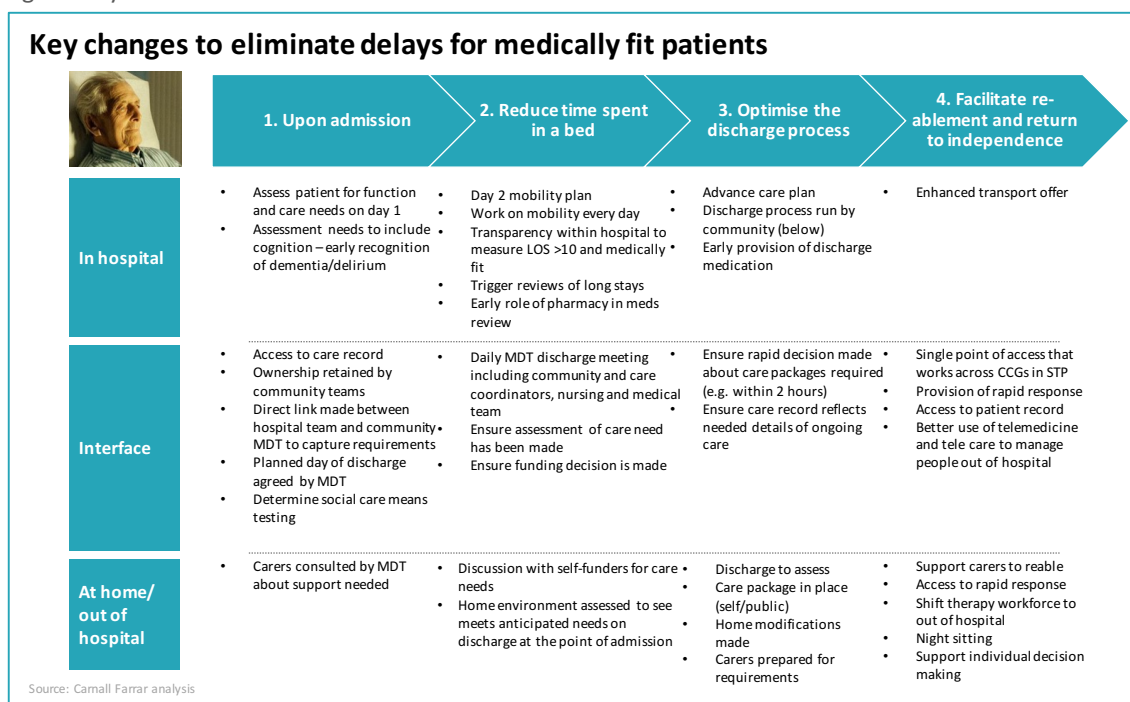 Key changes to eliminate delays for medically fit patients
1. Upon admission
2. Reduce time spent
in a bed
3. Optimise the
discharge process
4. Facilitate re-
ablement and return
to independence
In hospital
• Assess patient for function
and care needs on day 1
• Assessment needs to include
cognition – early recognition
of dementia/delirium
• Day 2 mobility plan
• Work on mobility every day
• Transparency within hospital to
measure LOS >10 and medically
fit
• Trigger reviews of long stays
• Early role of pharmacy in meds
review
• Advance care plan
• Discharge process run by
community (below)
• Early provision of discharge
medication
• Enhanced transport offer
Interface
• Access to care record
• Ownership retained by
community teams
• Direct link made between
hospital team and community
MDT to capture requirements
• Planned day of discharge
agreed by MDT
• Determine social care means
testing
• Daily MDT discharge meeting
including community and care
coordinators, nursing and medical
team
• Ensure assessment of care need
has been made
• Ensure funding decision is made
• Ensure rapid decision made
about care packages required
(e.g. within 2 hours)
• Ensure care record reflects
needed details of ongoing
care
• Single point of access that
works across CCGs in STP
• Provision of rapid response
• Access to patient record
• Better use of telemedicine
and tele care to manage
people out of hospital
At home/
out of
hospital
• Carers consulted by MDT
about support needed
• Discussion with self-funders for care
needs
• Home environment assessed to see
meets anticipated needs on
discharge at the point of admission
• Discharge to assess
• Care package in place
(self/public)
• Home modifications
made
• Carers prepared for
requirements
• Support carers to reable
• Access to rapid response
• Shift therapy workforce to
out of hospital
• Night sitting
• Support individual decision
making
Source: Carnall Farrar analysis